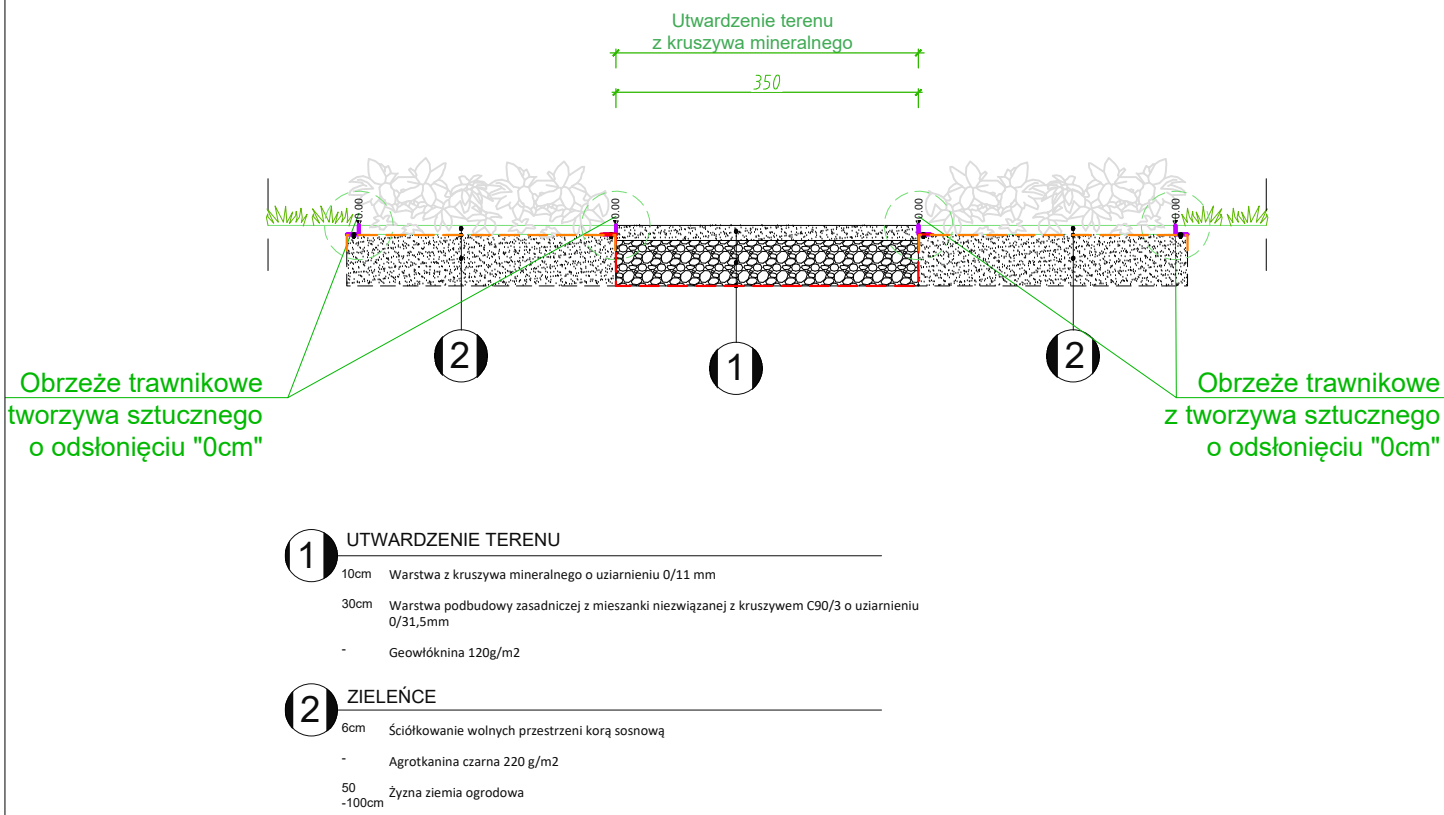 Utwardzenie terenu
z kruszywa mineralnego
350
±0.00
±0.00
±0.00
±0.00
2
1
2
Obrzeże trawnikowe
tworzywa sztucznego
o odsłonięciu "0cm"
Obrzeże trawnikowe
z tworzywa sztucznego
o odsłonięciu "0cm"
1 UTWARDZENIE TERENU
10cm Warstwa z kruszywa mineralnego o uziarnieniu 0/11 mm
30cm Warstwa podbudowy zasadniczej z mieszanki niezwiązanej z kruszywem C90/3 o uziarnieniu
0/31,5mm
- Geowłóknina 120g/m2
2 ZIELEŃCE
6cm Ściółkowanie wolnych przestrzeni korą sosnową
- Agrotkanina czarna 220 g/m2
50
-100cm Żyzna ziemia ogrodowa